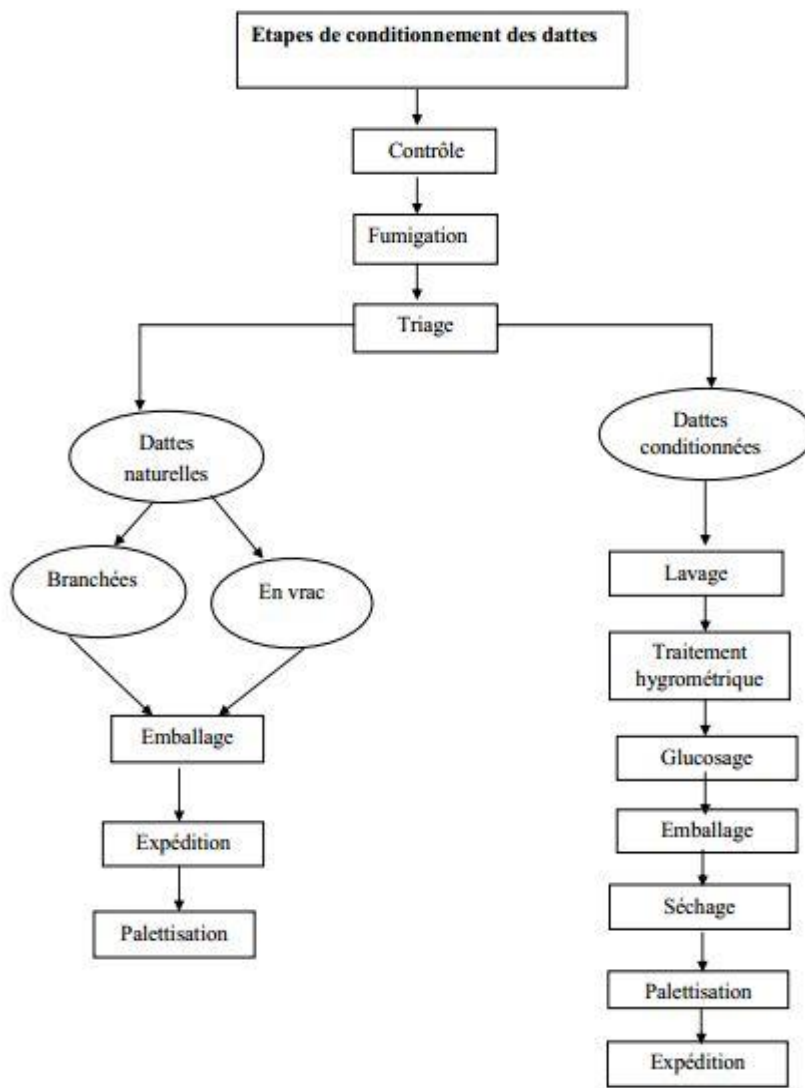 Etapes de conditionnement des dattes
Contrôle
Fumigation
Triage
Dattes
naturelles
Branchées
En vrac
Emballage
Expédition
Palettisation
Dattes
conditionnées
Lavage
Traitement
hygrométrique
Glucosage
Emballage
Séchage
Palettisation
Expédition